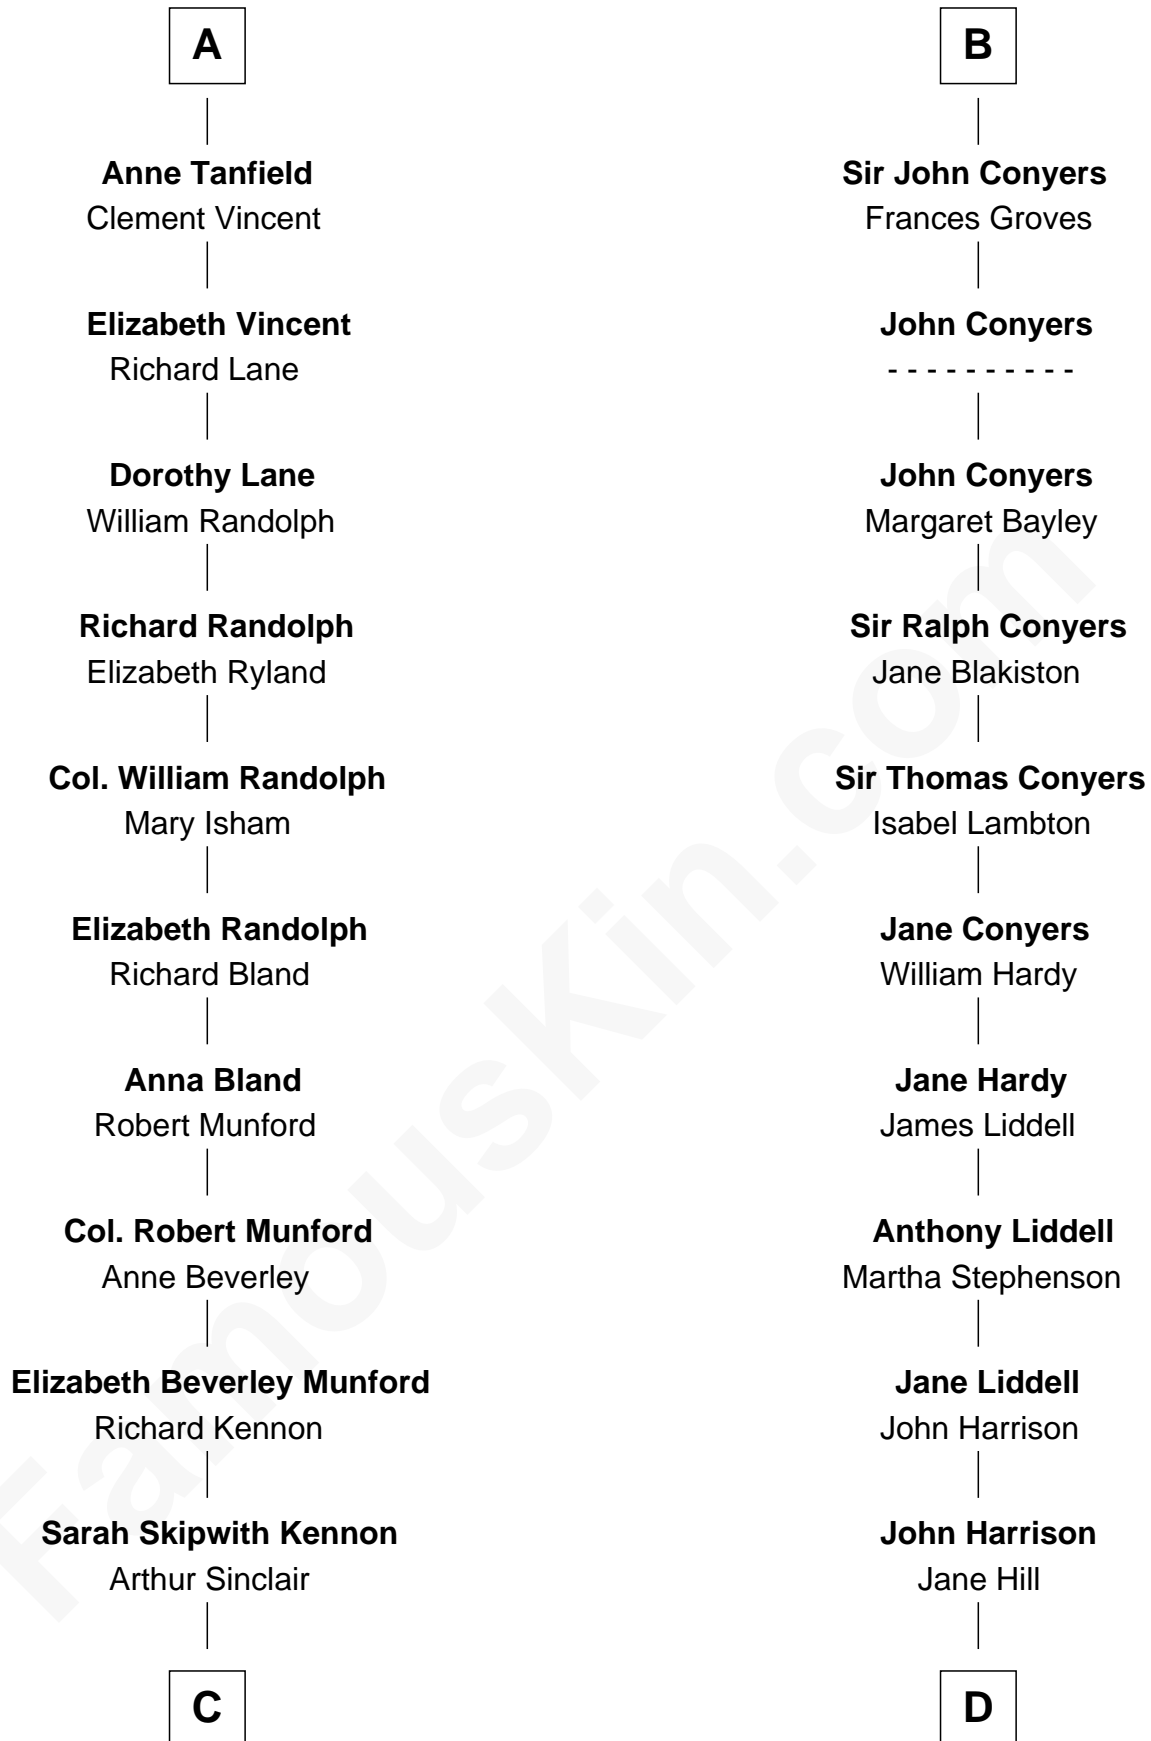 A
Anne Tanfield
Clement Vincent
Elizabeth Vincent
Richard Lane
Dorothy Lane
William Randolph
Richard Randolph
Elizabeth Ryland
Col. William Randolph
Mary Isham
Elizabeth Randolph
Richard Bland
Anna Bland
Robert Munford
Col. Robert Munford
Anne Beverley
Elizabeth Beverley Munford
Richard Kennon
Sarah Skipwith Kennon
Arthur Sinclair
C
B
Sir John Conyers
Frances Groves
John Conyers
- - - - - - - - - -
John Conyers
Margaret Bayley
Sir Ralph Conyers
Jane Blakiston
Sir Thomas Conyers
Isabel Lambton
Jane Conyers
William Hardy
Jane Hardy
James Liddell
Anthony Liddell
Martha Stephenson
Jane Liddell
John Harrison
John Harrison
Jane Hill
D
FamousKin.com